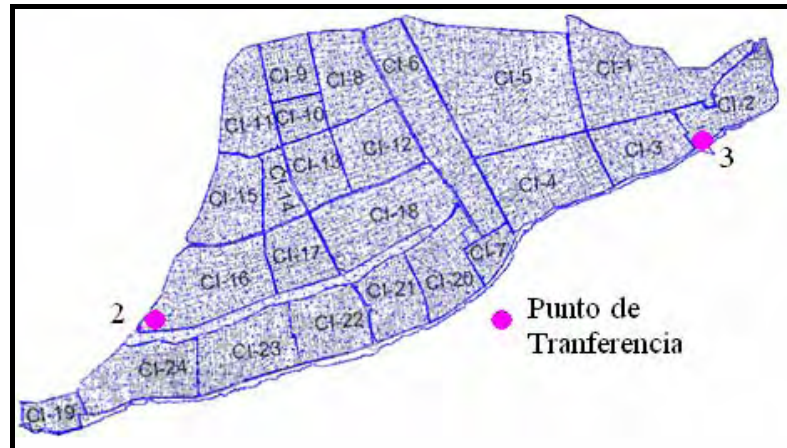 CI-9
CI-8
CI-6
CI-5
CI-1
CI-2
CI-10
CI-11
CI-12
CI-13
CI-3
3
CI-14
CI-15
CI-4
CI-18
CI-7
CI-17
CI-16
CI-20
CI-21
2
CI-22
CI-23
CI-24
CI-19
Punto de
Tranferencia